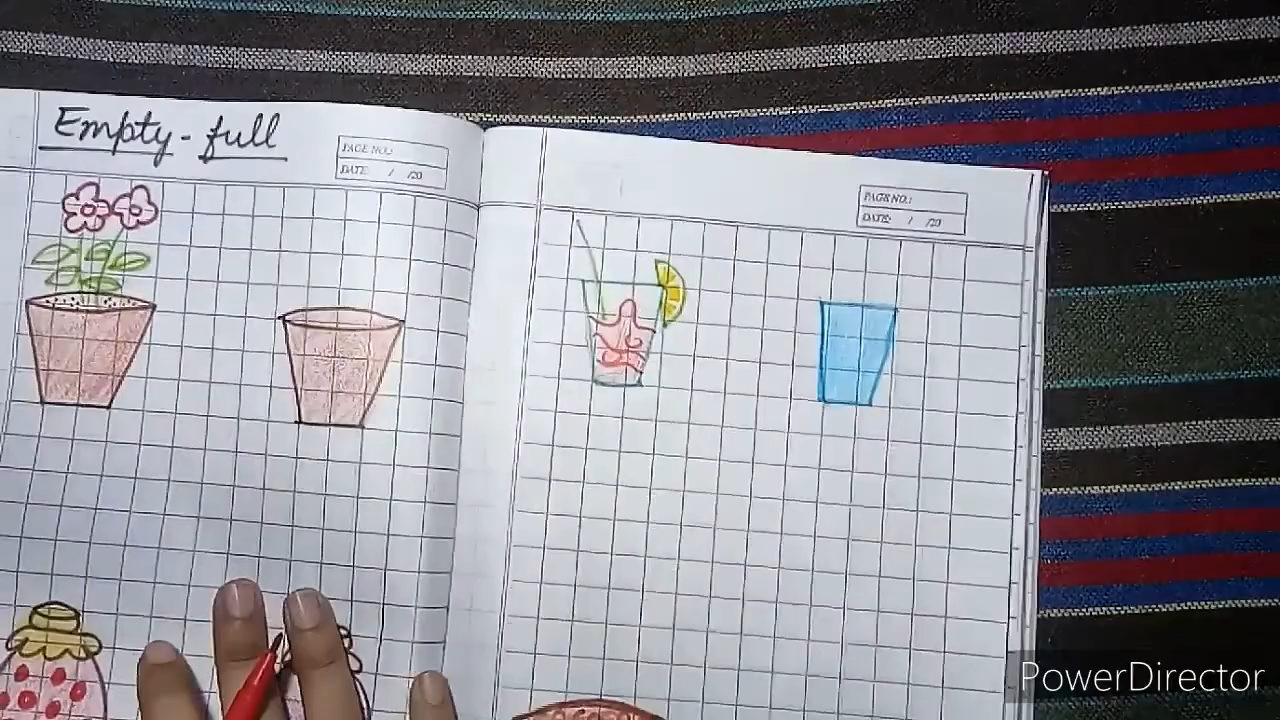 Empty - full
PAGE NO.:
DATE: / /20
PAGE NO.:
DATE: / /20
PowerDirector